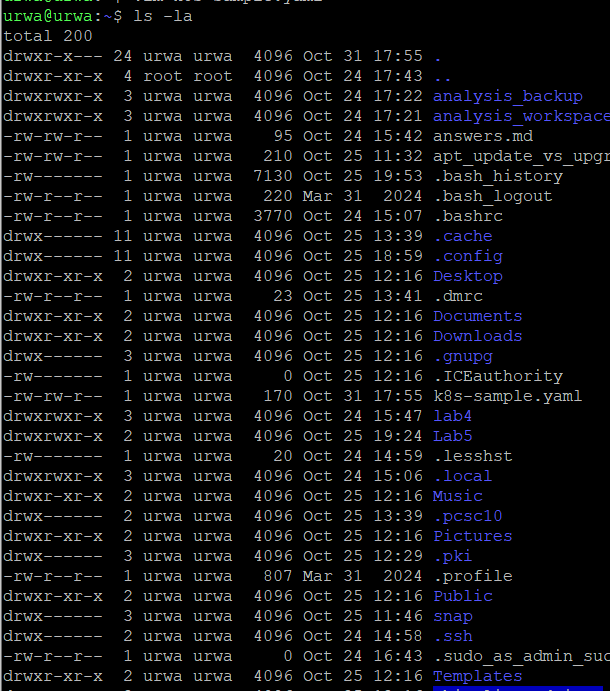 urwa@urwa:~$ ls -la
total 200
drwxr-x--- 24 urwa urwa  4096 Oct 31 17:55 .
drwxr-xr-x  4 root root  4096 Oct 24 17:43 ..
drwxrwxr-x  3 urwa urwa  4096 Oct 24 17:22 analysis_backup
drwxrwxr-x  3 urwa urwa  4096 Oct 24 17:21 analysis_workspace
-rw-rw-r--  1 urwa urwa    95 Oct 24 15:42 answers.md
-rw-rw-r--  1 urwa urwa   210 Oct 25 11:32 apt_update_vs_upgr
-rw-------  1 urwa urwa  7130 Oct 25 19:53 .bash_history
-rw-r--r--  1 urwa urwa   220 Mar 31  2024 .bash_logout
-rw-r--r--  1 urwa urwa  3770 Oct 24 15:07 .bashrc
drwx------ 11 urwa urwa  4096 Oct 25 13:39 .cache
drwx------ 11 urwa urwa  4096 Oct 25 18:59 .config
drwxr-xr-x  2 urwa urwa  4096 Oct 25 12:16 Desktop
-rw-r--r--  1 urwa urwa    23 Oct 25 13:41 .dmrc
drwxr-xr-x  2 urwa urwa  4096 Oct 25 12:16 Documents
drwxr-xr-x  2 urwa urwa  4096 Oct 25 12:16 Downloads
drwx------  3 urwa urwa  4096 Oct 25 12:16 .gnupg
-rw-------  1 urwa urwa     0 Oct 25 12:16 .ICEauthority
-rw-rw-r--  1 urwa urwa   170 Oct 31 17:55 k8s-sample.yaml
drwxrwxr-x  3 urwa urwa  4096 Oct 24 15:47 lab4
drwxrwxr-x  2 urwa urwa  4096 Oct 25 19:24 Lab5
-rw-------  1 urwa urwa    20 Oct 24 14:59 .lesshst
drwxrwxr-x  3 urwa urwa  4096 Oct 24 15:06 .local
drwxr-xr-x  2 urwa urwa  4096 Oct 25 12:16 Music
drwx------  2 urwa urwa  4096 Oct 25 13:39 .pcsc10
drwxr-xr-x  2 urwa urwa  4096 Oct 25 12:16 Pictures
drwx------  3 urwa urwa  4096 Oct 25 12:29 .pki
-rw-r--r--  1 urwa urwa   807 Mar 31  2024 .profile
drwxr-xr-x  2 urwa urwa  4096 Oct 25 12:16 Public
drwx------  3 urwa urwa  4096 Oct 25 11:46 snap
drwx------  2 urwa urwa  4096 Oct 24 14:58 .ssh
-rw-r--r--  1 urwa urwa     0 Oct 24 16:43 .sudo_as_admin_suc
drwxr-xr-x  2 urwa urwa  4096 Oct 25 12:16 Templates